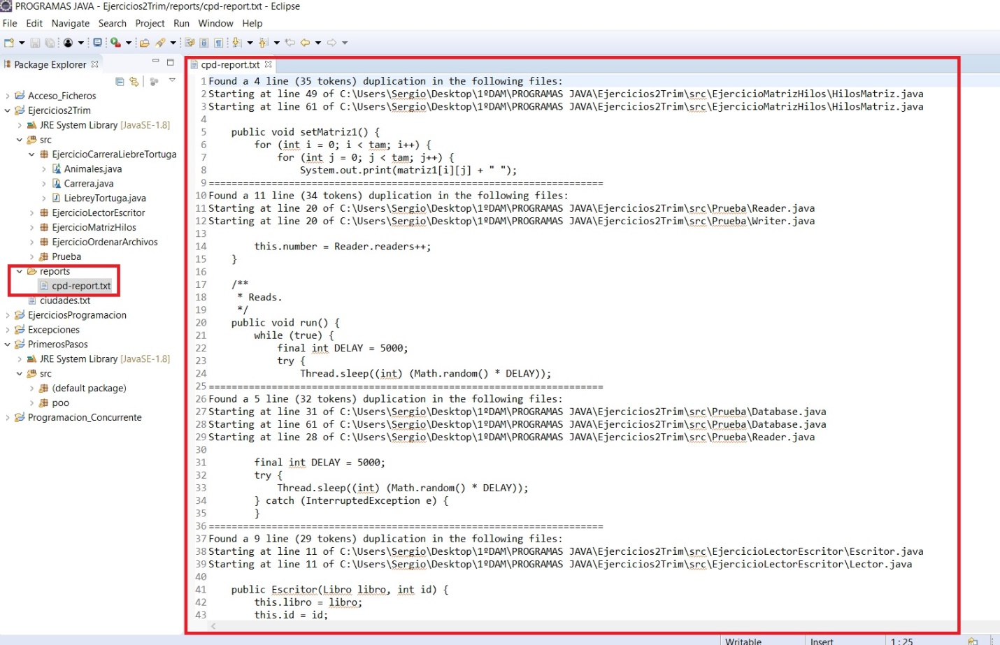 PROGRAMAS JAVA - Ejercicios2Trim/reports/cpd-report.txt - Eclipse
File Edit Navigate Search Project Run Window Help
Package Explorer
Acceso_Ficheros
Ejercicios2Trim
JRE System Library [JavaSE-1.8]
src
EjercicioCarreraLiebreTortuga
Animales.java
Carrera.java
LiebreyTortuga.java
EjercicioLectorEscritor
EjercicioMatrizHilos
EjercicioOrdenarArchivos
Prueba
reports
cpd-report.txt
ciudades.txt
EjerciciosProgramacion
Excepciones
PrimerosPasos
JRE System Library [JavaSE-1.8]
src
(default package)
poo
Programacion_Concurrente
cpd-report.txt
1 Found a 4 line (35 tokens) duplication in the following files:
2 Starting at line 49 of C:\Users\Sergio\Desktop\1ºDAM\PROGRAMAS JAVA\Ejercicios2Trim\src\EjercicioMatrizHilos\HilosMatriz.java
3 Starting at line 61 of C:\Users\Sergio\Desktop\1ºDAM\PROGRAMAS JAVA\Ejercicios2Trim\src\EjercicioMatrizHilos\HilosMatriz.java
4
5     public void setMatriz1() {
6         for (int i = 0; i < tam; i++) {
7             for (int j = 0; j < tam; j++) {
8                 System.out.print(matriz1[i][j] + " ");
9 =====================================================================
10 Found a 11 line (34 tokens) duplication in the following files:
11 Starting at line 20 of C:\Users\Sergio\Desktop\1ºDAM\PROGRAMAS JAVA\Ejercicios2Trim\src\Prueba\Reader.java
12 Starting at line 20 of C:\Users\Sergio\Desktop\1ºDAM\PROGRAMAS JAVA\Ejercicios2Trim\src\Prueba\Writer.java
13
14         this.number = Reader.readers++;
15     }
16
17     /**
18      * Reads.
19      */
20     public void run() {
21         while (true) {
22             final int DELAY = 5000;
23             try {
24                 Thread.sleep((int) (Math.random() * DELAY));
25 =====================================================================
26 Found a 5 line (32 tokens) duplication in the following files:
27 Starting at line 31 of C:\Users\Sergio\Desktop\1ºDAM\PROGRAMAS JAVA\Ejercicios2Trim\src\Prueba\Database.java
28 Starting at line 61 of C:\Users\Sergio\Desktop\1ºDAM\PROGRAMAS JAVA\Ejercicios2Trim\src\Prueba\Database.java
29 Starting at line 28 of C:\Users\Sergio\Desktop\1ºDAM\PROGRAMAS JAVA\Ejercicios2Trim\src\Prueba\Reader.java
30
31         final int DELAY = 5000;
32         try {
33             Thread.sleep((int) (Math.random() * DELAY));
34         } catch (InterruptedException e) {
35         }
36 =====================================================================
37 Found a 9 line (29 tokens) duplication in the following files:
38 Starting at line 11 of C:\Users\Sergio\Desktop\1ºDAM\PROGRAMAS JAVA\Ejercicios2Trim\src\EjercicioLectorEscritor\Escritor.java
39 Starting at line 11 of C:\Users\Sergio\Desktop\1ºDAM\PROGRAMAS JAVA\Ejercicios2Trim\src\EjercicioLectorEscritor\Lector.java
40
41     public Escritor(Libro libro, int id) {
42         this.libro = libro;
43         this.id = id;
Writable Insert 1 : 25